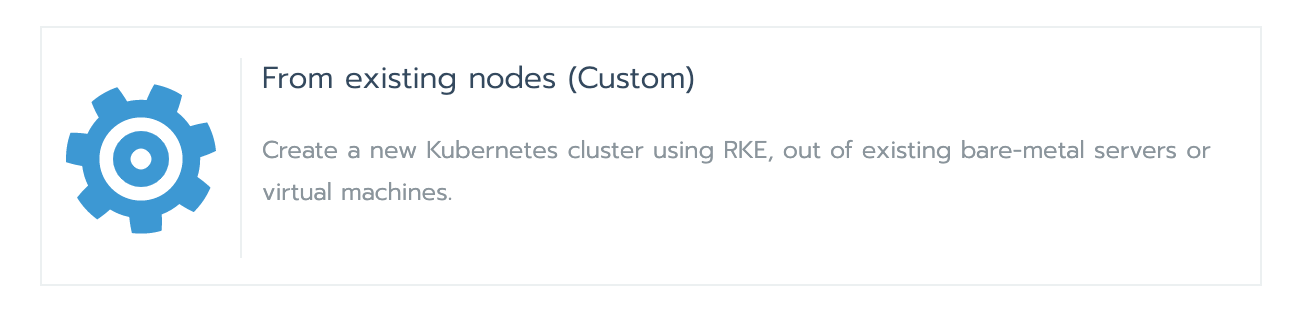 From existing nodes (Custom)
Create a new Kubernetes cluster using RKE, out of existing bare-metal servers or
virtual machines.